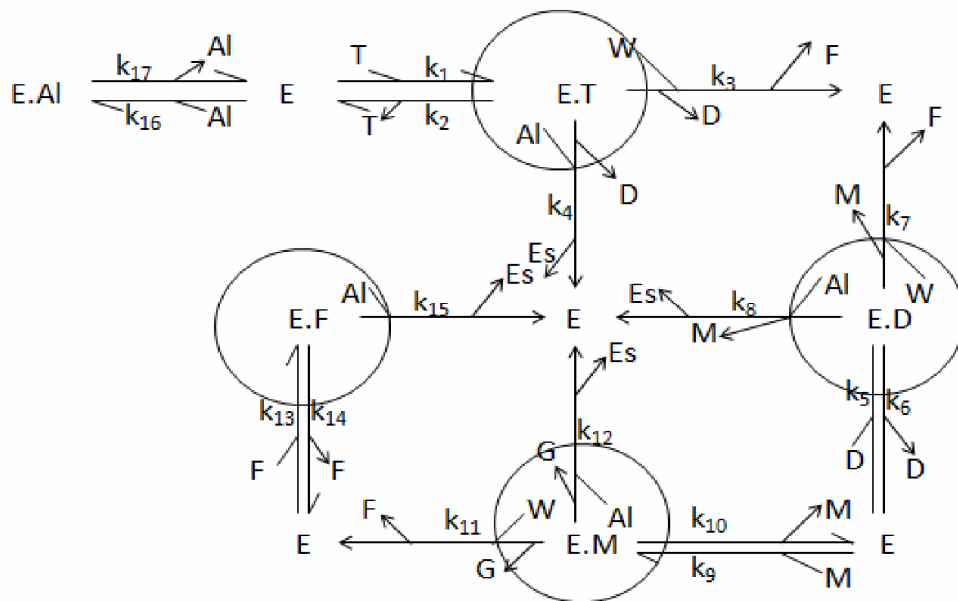 Al W F
k₁₇ T k₁ k₃
E.Al E E.T E
k₁₆ Al T k₂ D F
Al
D M
k₄ k₇
Es
Al Es Es Al W
k₁₅ k₈
E.F E E.D
M
Es
k₁₃ k₁₄ k₅ k₆
k₁₂
F F G D D
F k₁₁ W Al k₁₀ M
E E.M E
G k₉ M